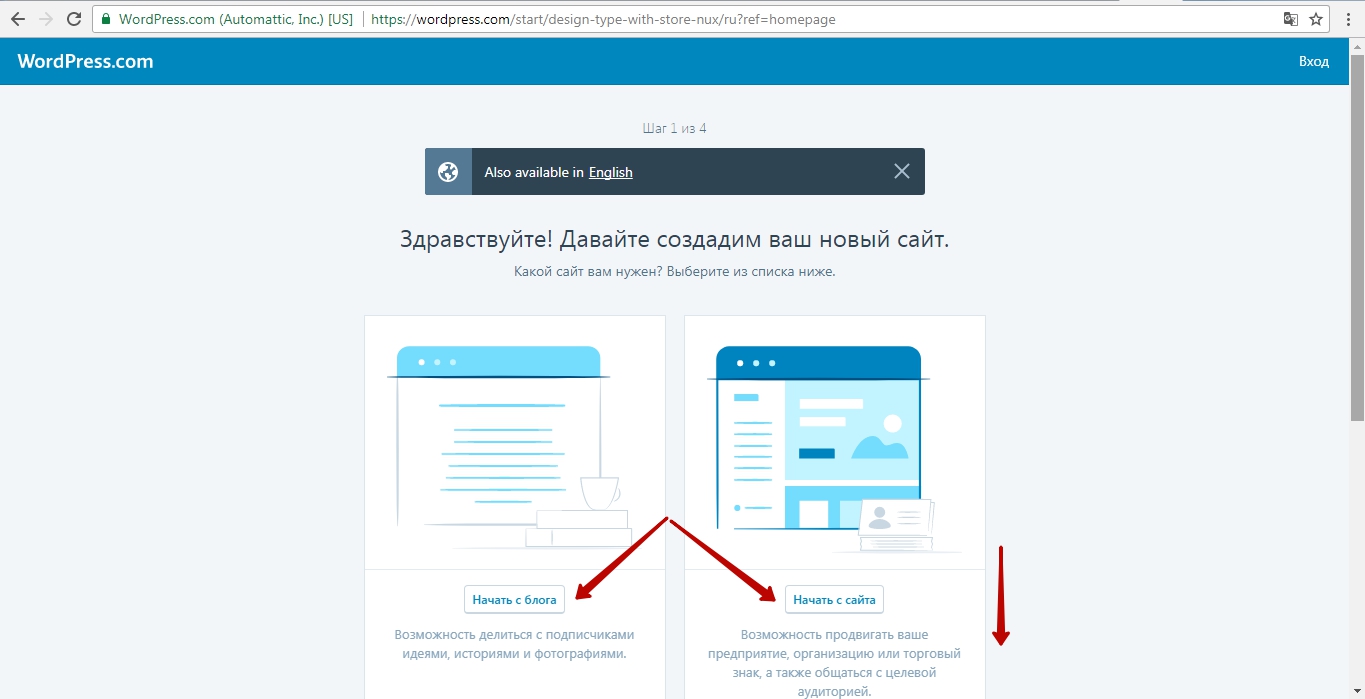 WordPress.com (Automattic, Inc.) [US] https://wordpress.com/start/design-type-with-store-nux/ru?ref=homepage
WordPress.com
Вход
Шаг 1 из 4
Also available in English
Здравствуйте! Давайте создадим ваш новый сайт.
Какой сайт вам нужен? Выберите из списка ниже.
Начать с блога
Возможность делиться с подписчиками
идеями, историями и фотографиями.
Начать с сайта
Возможность продвигать ваше
предприятие, организацию или торговый
знак, а также общаться с целевой
аудиторией.